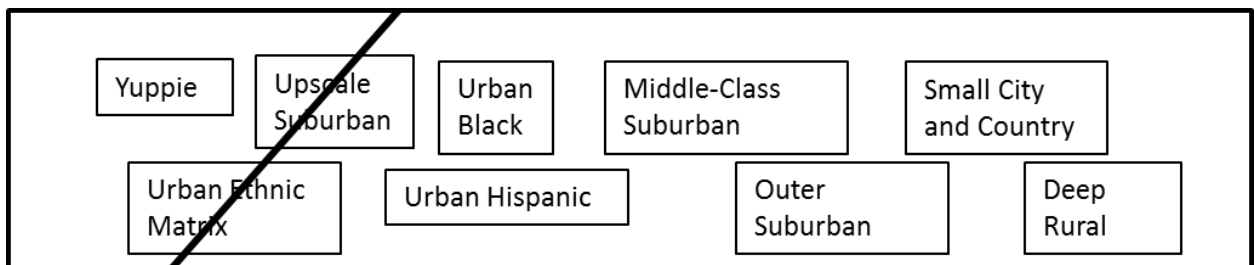 Yuppie
Upscale
Suburban
Urban
Black
Middle-Class
Suburban
Small City
and Country
Urban Ethnic
Matrix
Urban Hispanic
Outer
Suburban
Deep
Rural